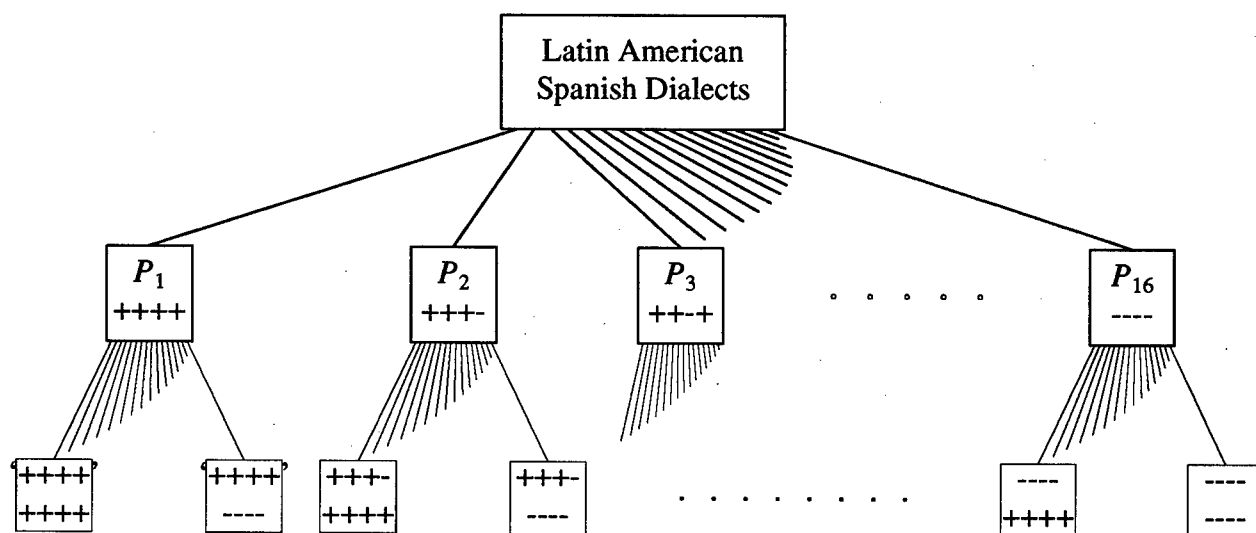 Latin American
Spanish Dialects
P1
++++
P2
+++-
P3
++-+
P16
----
++++
++++
++++
----
+++-
++++
+++-
----
----
++++
----
----